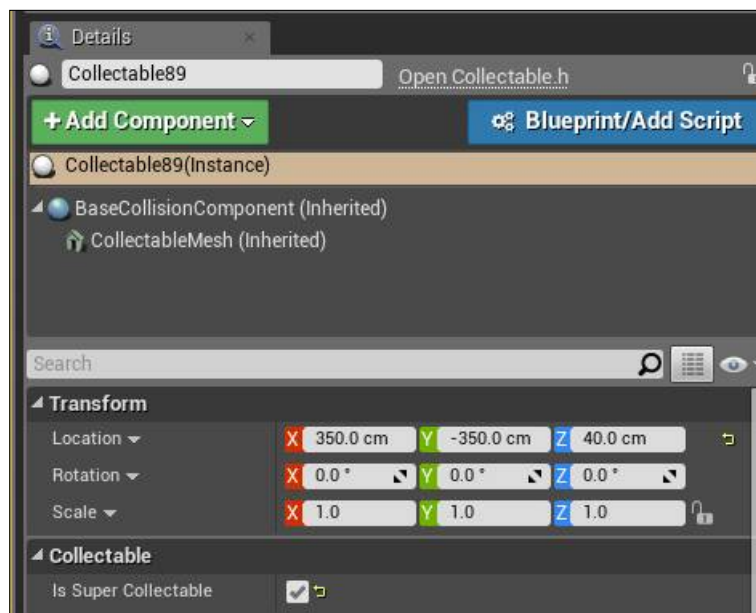 Details
Collectable89 Open Collectable.h
+Add Component Blueprint/Add Script
Collectable89(Instance)
BaseCollisionComponent (Inherited)
CollectableMesh (Inherited)
Search
Transform
Location X 350.0 cm Y -350.0 cm Z 40.0 cm
Rotation X 0.0 ° Y 0.0 ° Z 0.0 °
Scale X 1.0 Y 1.0 Z 1.0
Collectable
Is Super Collectable